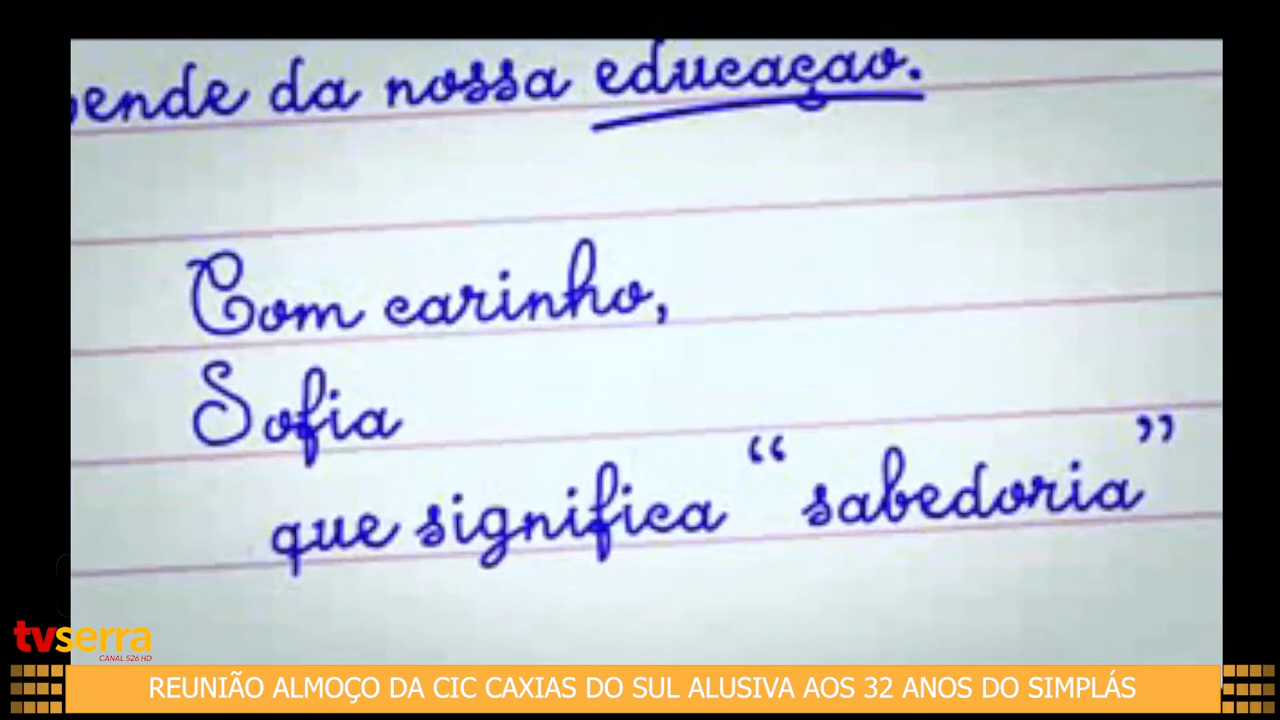 pende da nossa educaçao.
Com carinho,
Sofia
que significa “sabedoria”
tvserra
CANAL 526 HD
REUNIÃO ALMOÇO DA CIC CAXIAS DO SUL ALUSIVA AOS 32 ANOS DO SIMPLÁS